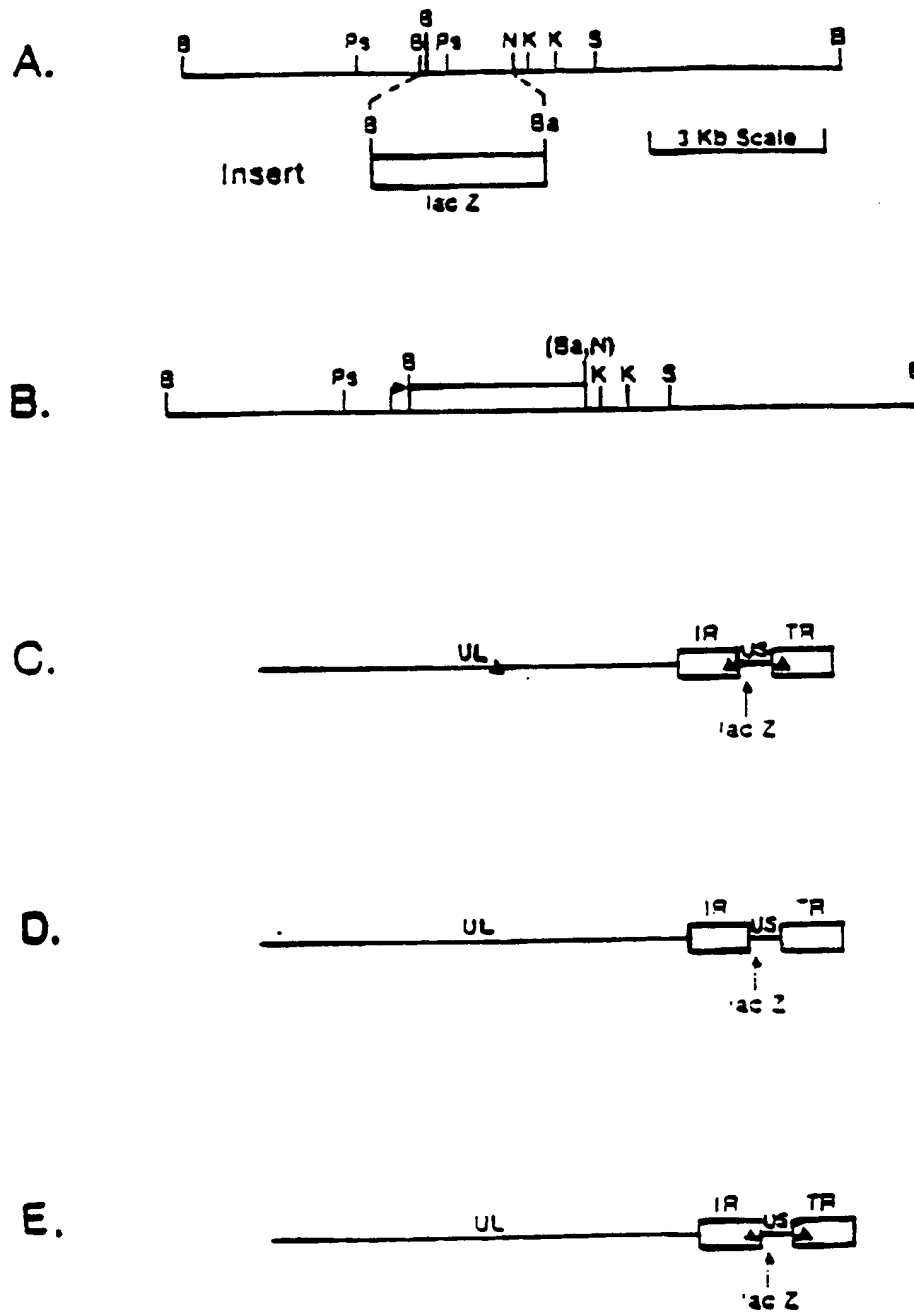 A.
B Ps B B Ps N K K S B
B Ba
3 Kb Scale
Insert
lac Z
B.
B Ps B (Ba,N) K K S
C.
UL IR US TR
lac Z
D.
UL IR US TR
lac Z
E.
UL IR US TR
lac Z